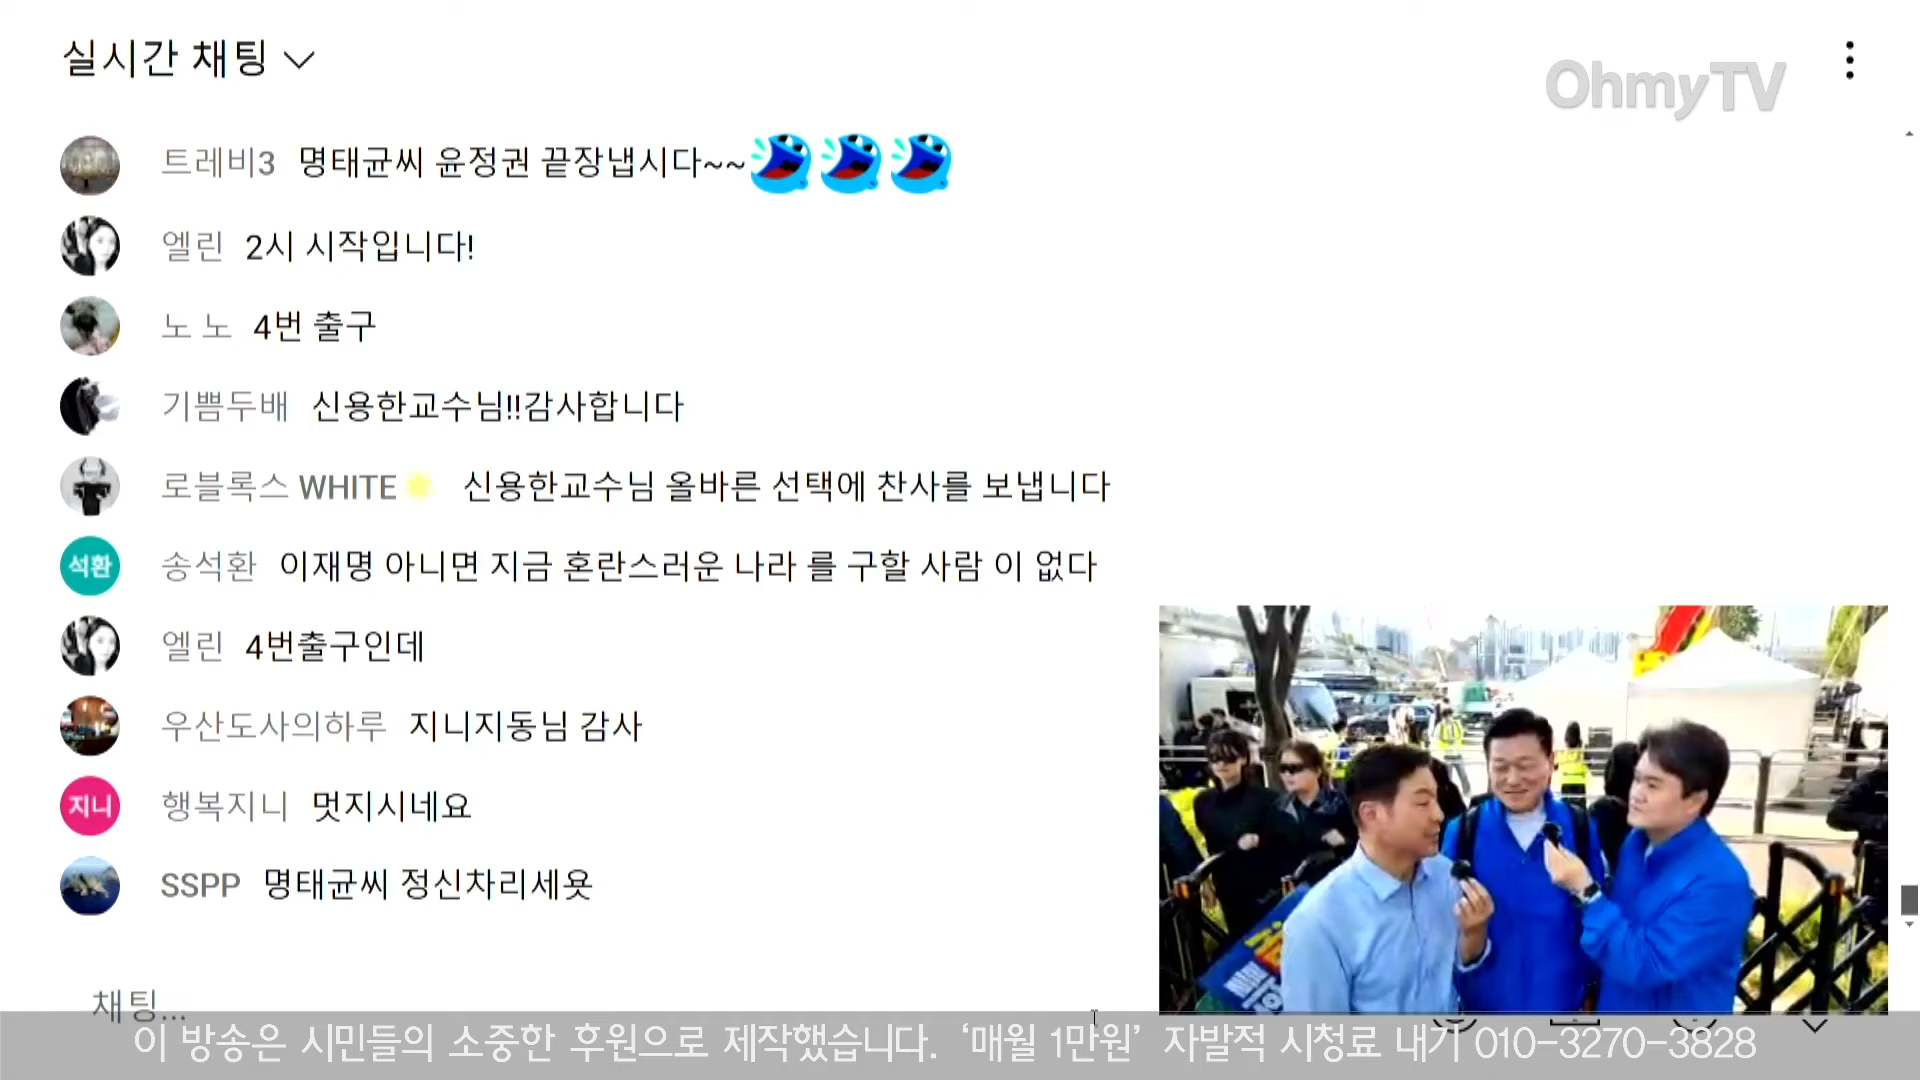 실시간 채팅
OhmyTV
트레비3 명태균씨 윤정권 끝장냅시다~~
엘린 2시 시작입니다!
노 노 4번 출구
기쁨두배 신용한교수님!!감사합니다
로블록스 WHITE 신용한교수님 올바른 선택에 찬사를 보냅니다
석환 송석환 이재명 아니면 지금 혼란스러운 나라 를 구할 사람 이 없다
엘린 4번출구인데
우산도사의하루 지니지동님 감사
지니 행복지니 멋지시네요
SSPP 명태균씨 정신차리세욧
채팅...
이 방송은 시민들의 소중한 후원으로 제작했습니다. ‘매월 1만원’ 자발적 시청료 내기 010-3270-3828